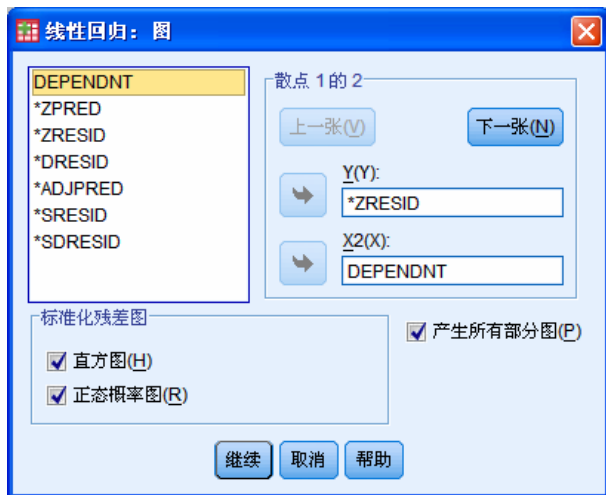 线性回归: 图
DEPENDNT
*ZPRED
*ZRESID
*DRESID
*ADJPRED
*SRESID
*SDRESID
散点 1 的 2
上一张(V)
下一张(N)
Y(Y):
*ZRESID
X2(X):
DEPENDNT
标准化残差图
直方图(H)
正态概率图(R)
产生所有部分图(P)
继续
取消
帮助